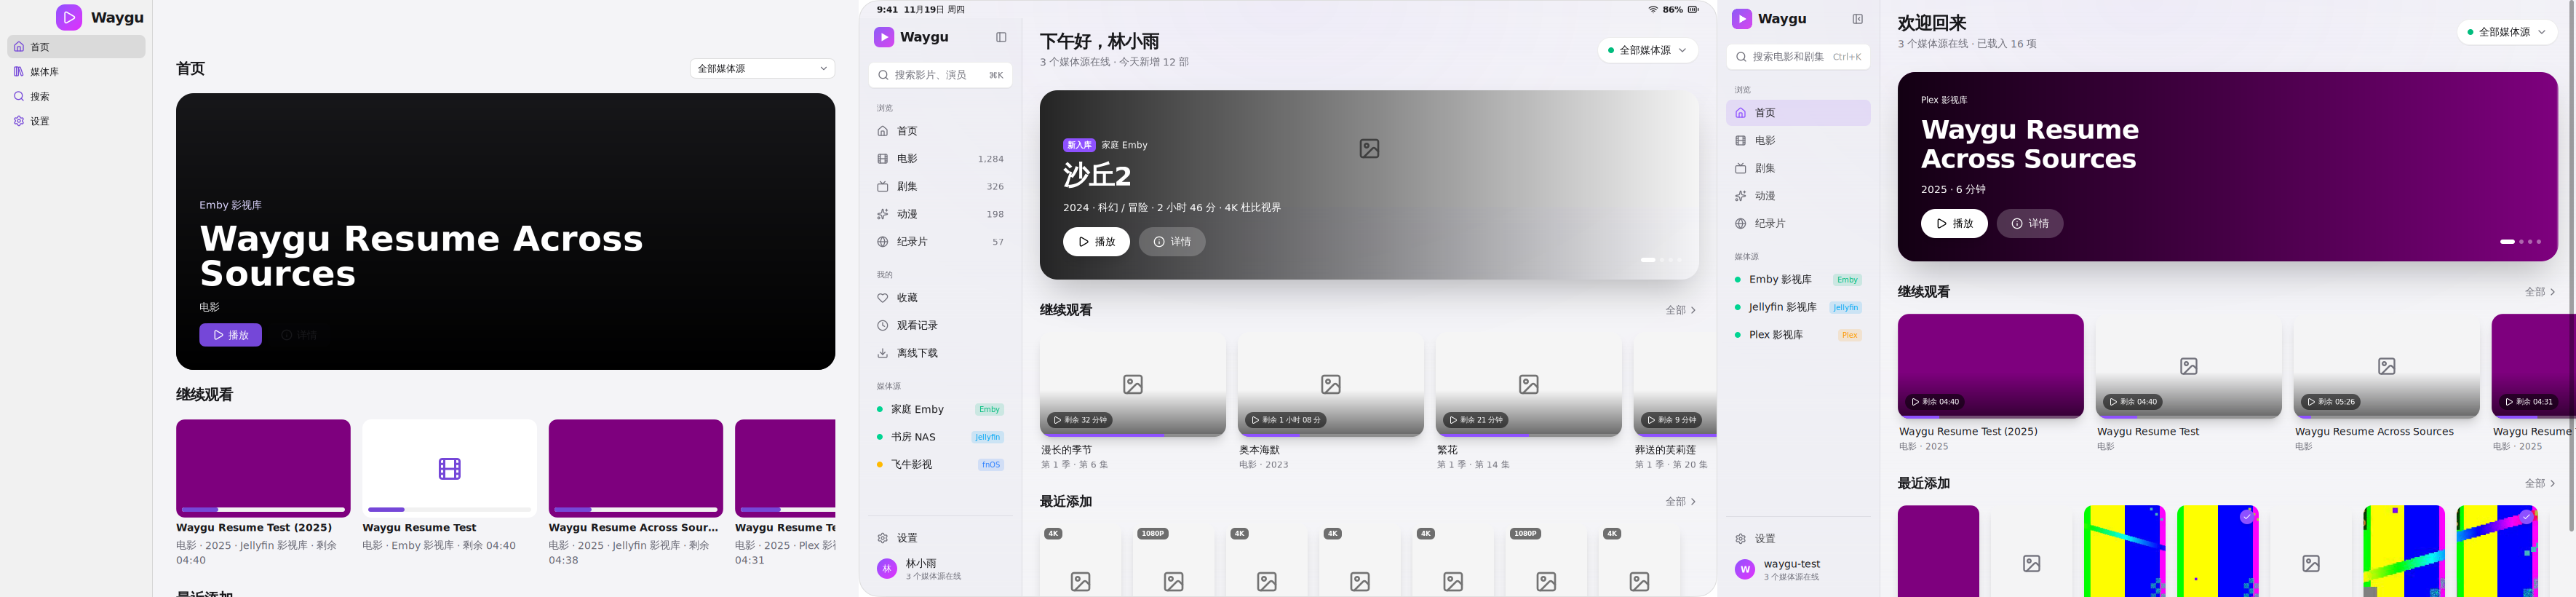 Waygu
首页
媒体库
搜索
设置
首页
全部媒体源
Emby 影视库
Waygu Resume Across
Sources
电影
播放
详情
继续观看
Waygu Resume Test (2025)
电影 · 2025 · Jellyfin 影视库 · 剩余
04:40
Waygu Resume Test
电影 · Emby 影视库 · 剩余 04:40
Waygu Resume Across Sour...
电影 · 2025 · Jellyfin 影视库 · 剩余
04:38
Waygu Resume Te
电影 · 2025 · Plex 影
04:31
最近添加
9:41 11月19日 周四
86%
Waygu
搜索影片、演员 ⌘K
浏览
首页
电影 1,284
剧集 326
动漫 198
纪录片 57
我的
收藏
观看记录
离线下载
媒体源
家庭 Emby Emby
书房 NAS Jellyfin
飞牛影视 fnOS
设置
林 林小雨
3 个媒体源在线
下午好，林小雨
3 个媒体源在线 · 今天新增 12 部
全部媒体源
新入库 家庭 Emby
沙丘2
2024 · 科幻 / 冒险 · 2 小时 46 分 · 4K 杜比视界
播放 详情
继续观看 全部
剩余 32 分钟
漫长的季节
第 1 季 · 第 6 集
剩余 1 小时 08 分
奥本海默
电影 · 2023
剩余 21 分钟
繁花
第 1 季 · 第 14 集
剩余 9 分钟
葬送的芙莉莲
第 1 季 · 第 20 集
最近添加 全部
4K 1080P 4K 4K 4K 1080P 4K
Waygu
搜索电影和剧集 Ctrl+K
浏览
首页
电影
剧集
动漫
纪录片
媒体源
Emby 影视库 Emby
Jellyfin 影视库 Jellyfin
Plex 影视库 Plex
设置
W waygu-test
3 个媒体源在线
欢迎回来
3 个媒体源在线 · 已载入 16 项
全部媒体源
Plex 影视库
Waygu Resume
Across Sources
2025 · 6 分钟
播放 详情
继续观看 全部
剩余 04:40
Waygu Resume Test (2025)
电影 · 2025
剩余 04:40
Waygu Resume Test
电影
剩余 05:26
Waygu Resume Across Sources
电影
剩余 04:31
Waygu Resume
电影 · 2025
最近添加 全部